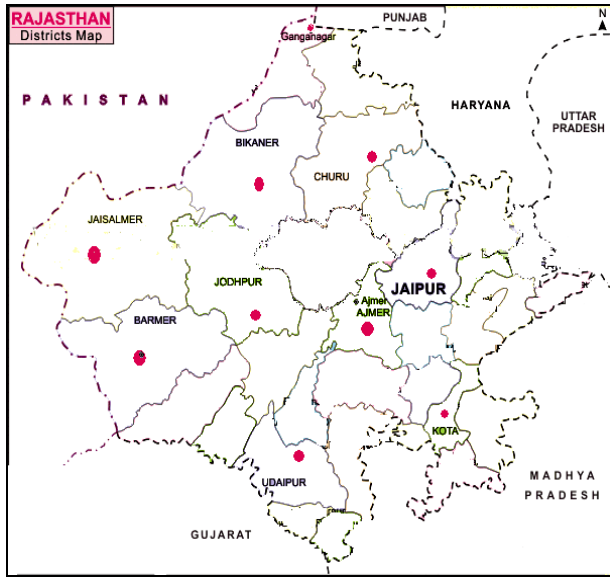 RAJASTHAN
Districts Map
PUNJAB
N
Ganganagar
PAKISTAN
HARYANA
UTTAR
PRADESH
BIKANER
CHURU
JAISALMER
JODHPUR
JAIPUR
Ajmer
AJMER
BARMER
KOTA
UDAIPUR
MADHYA
PRADESH
GUJARAT